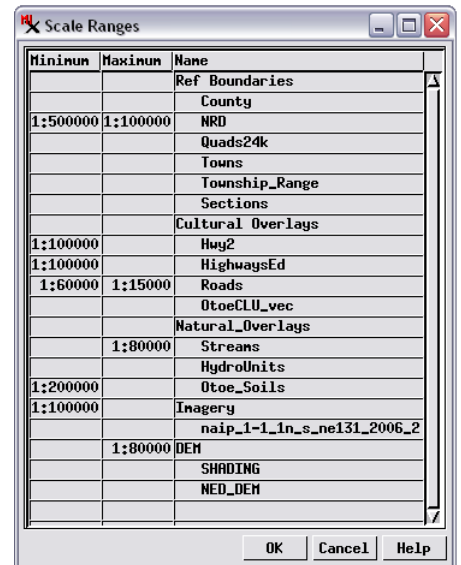 Scale Ranges
Minimum Maximum Name
Ref Boundaries
County
1:500000 1:100000 NRD
Quads24k
Towns
Township_Range
Sections
Cultural Overlays
1:100000 Hwy2
1:100000 HighwaysEd
1:60000 1:15000 Roads
OtoeCLU_vec
Natural_Overlays
1:80000 Streams
HydroUnits
1:200000 Otoe_Soils
1:100000 Imagery
naip_1-1_1n_s_ne131_2006_2
1:80000 DEM
SHADING
NED_DEM
OK Cancel Help